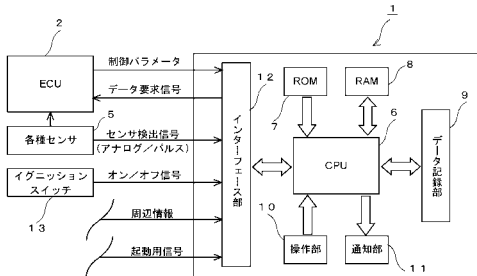 1
2
ECU
制御パラメータ
データ要求信号
各種センサ
5
センサ検出信号
(アナログ／パルス)
イグニッション
スイッチ
13
オン／オフ信号
周辺情報
起動用信号
インターフェース部
12
ROM
7
RAM
8
CPU
6
データ記録部
9
操作部
10
通知部
11